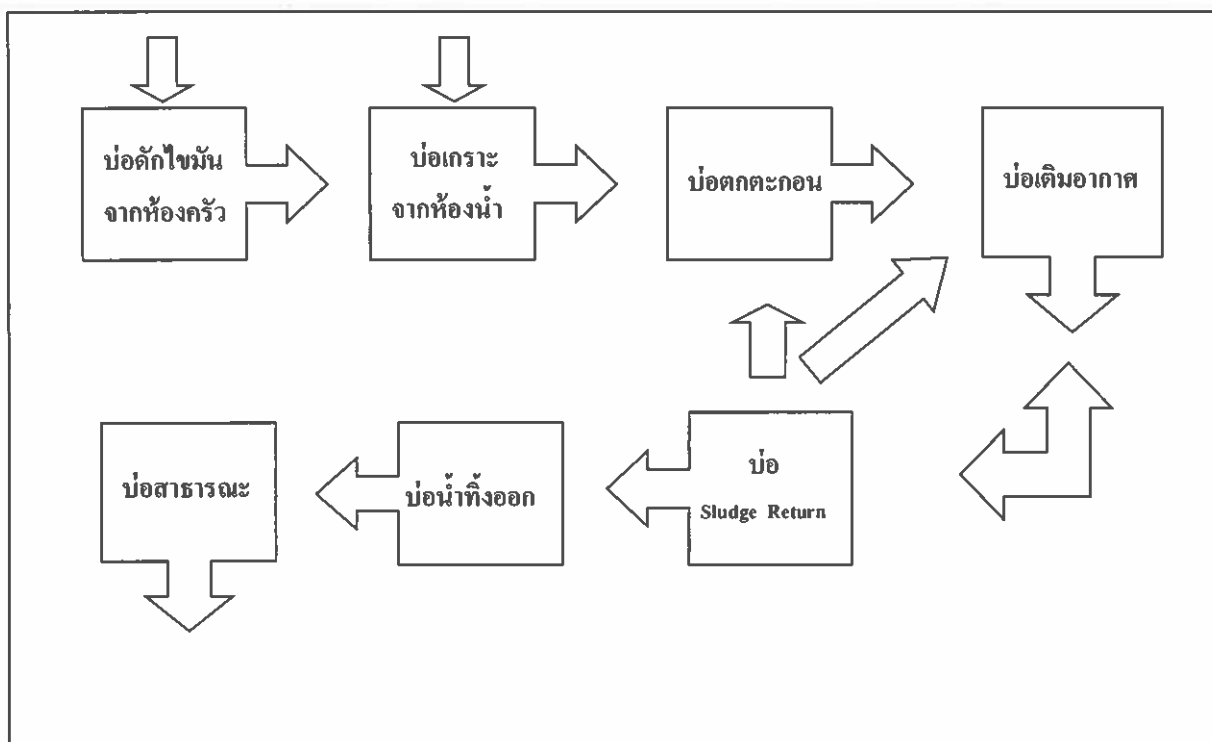 บ่อดักไขมัน
จากห้องครัว
บ่อเกราะ
จากห้องน้ำ
บ่อตกตะกอน
บ่อเติมอากาศ
บ่อสาธารณะ
บ่อน้ำทิ้งออก
บ่อ
Sludge Return